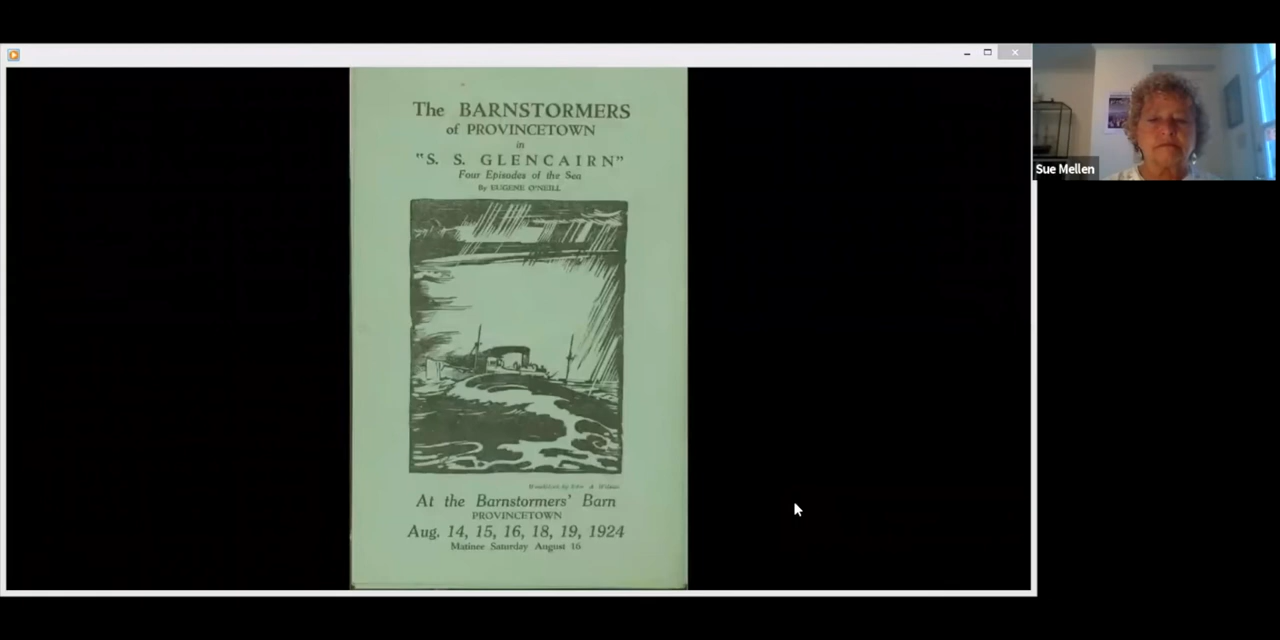 The BARNSTORMERS
of PROVINCETOWN
in
"S. S. GLENCAIRN"
Four Episodes of the Sea
By EUGENE O'NEILL
At the Barnstormers' Barn
PROVINCETOWN
Aug. 14, 15, 16, 18, 19, 1924
Matinee Saturday August 16
Sue Mellen